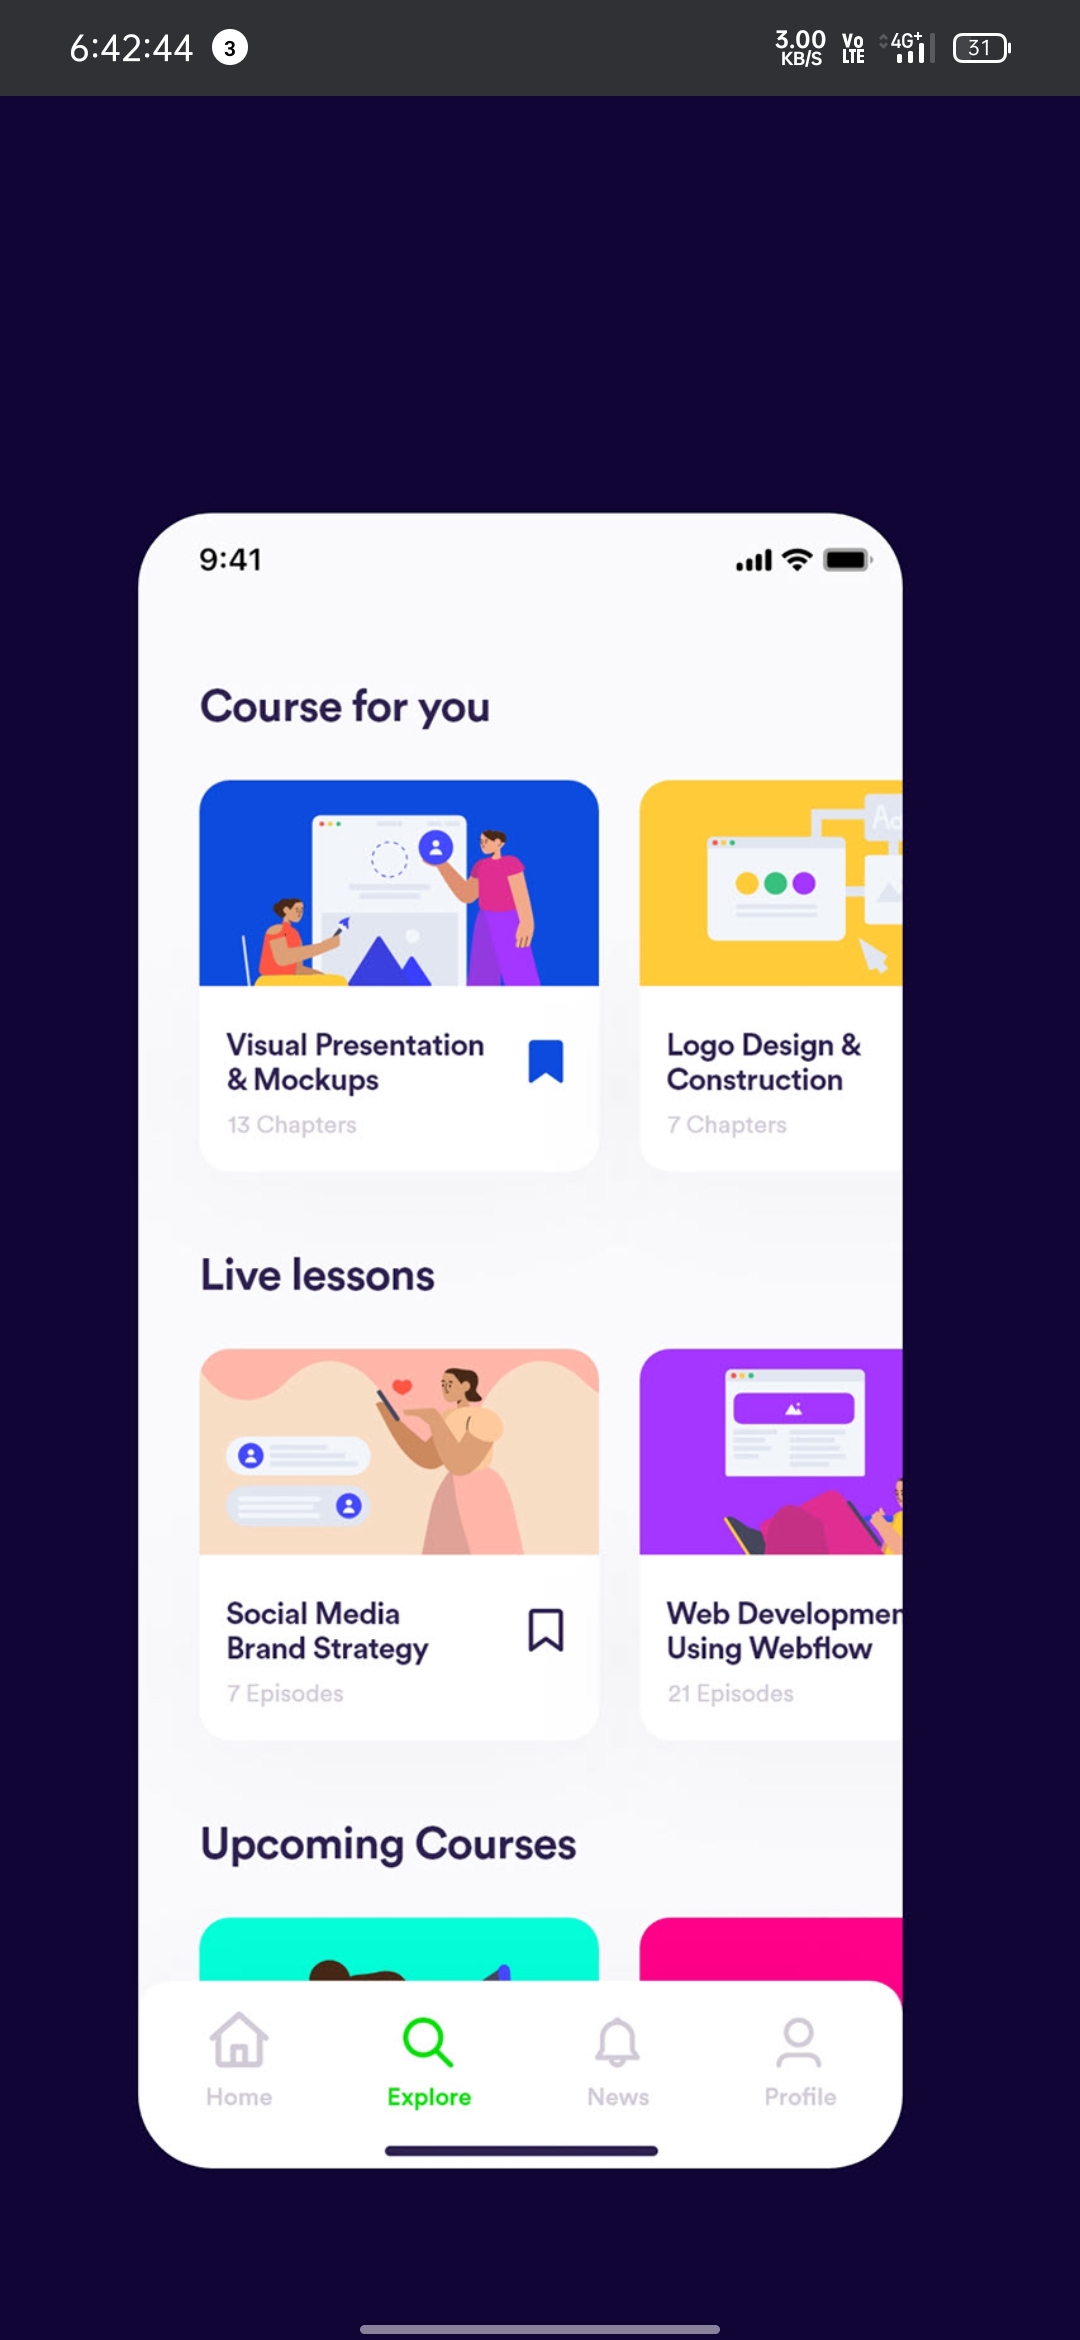 6:42:44 3 3.00 KB/S Vo LTE 4G+ 31
9:41
Course for you
Visual Presentation
& Mockups
13 Chapters
Logo Design &
Construction
7 Chapters
Live lessons
Social Media
Brand Strategy
7 Episodes
Web Developmen
Using Webflow
21 Episodes
Upcoming Courses
Home Explore News Profile